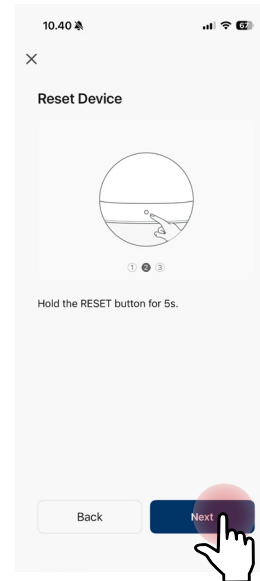 10.40
67
Reset Device
1 2 3
Hold the RESET button for 5s.
Back
Next